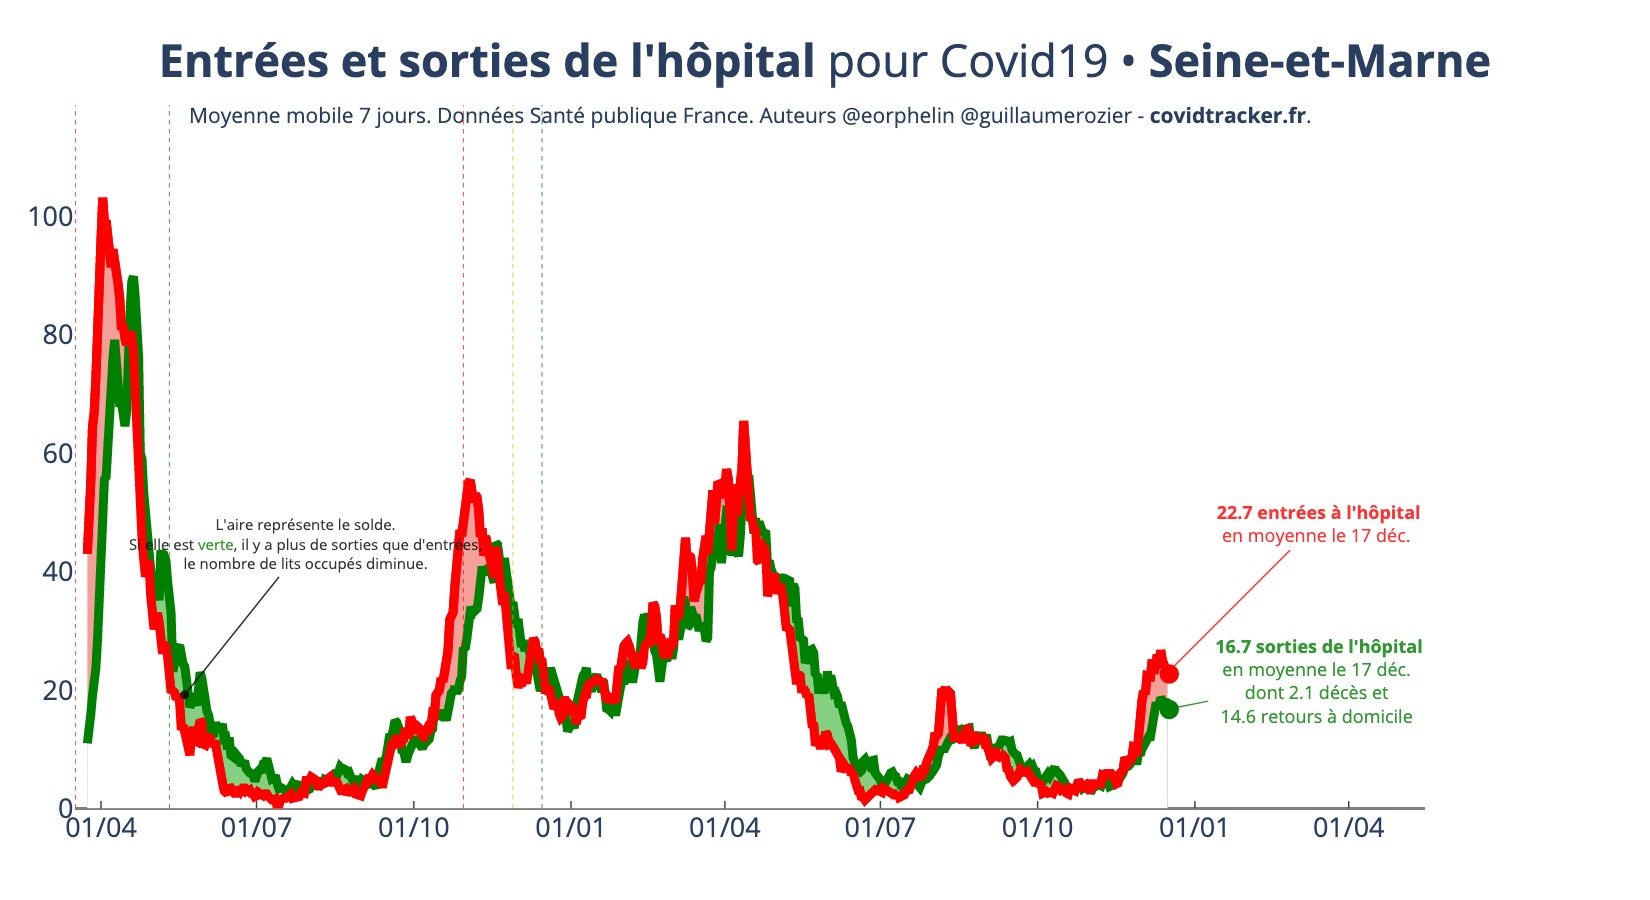 Entrées et sorties de l'hôpital pour Covid19 • Seine-et-Marne
Moyenne mobile 7 jours. Données Santé publique France. Auteurs @eorphelin @guillaumerozier - covidtracker.fr.
100
80
60
40
20
0
L'aire représente le solde.
Si elle est verte, il y a plus de sorties que d'entrées,
le nombre de lits occupés diminue.
22.7 entrées à l'hôpital
en moyenne le 17 déc.
16.7 sorties de l'hôpital
en moyenne le 17 déc.
dont 2.1 décès et
14.6 retours à domicile
01/04 01/07 01/10 01/01 01/04 01/07 01/10 01/01 01/04